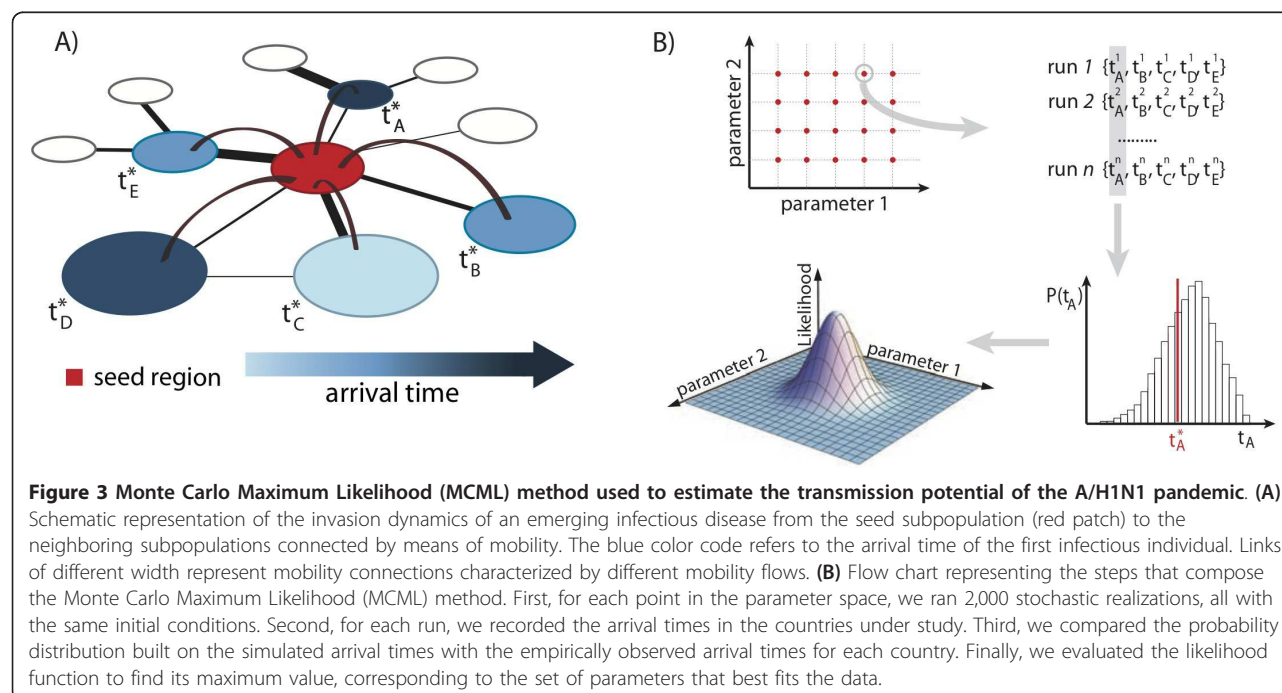 A)
t*A
t*E
t*B
t*D
t*C
seed region
arrival time
B)
parameter 2
parameter 1
run 1 {t¹A, t¹B, t¹C, t¹D, t¹E}
run 2 {t²A, t²B, t²C, t²D, t²E}
.........
run n {tⁿA, tⁿB, tⁿC, tⁿD, tⁿE}
Likelihood
parameter 2
parameter 1
P(tA)
t*A
tA
Figure 3 Monte Carlo Maximum Likelihood (MCML) method used to estimate the transmission potential of the A/H1N1 pandemic. (A)
Schematic representation of the invasion dynamics of an emerging infectious disease from the seed subpopulation (red patch) to the
neighboring subpopulations connected by means of mobility. The blue color code refers to the arrival time of the first infectious individual. Links
of different width represent mobility connections characterized by different mobility flows. (B) Flow chart representing the steps that compose
the Monte Carlo Maximum Likelihood (MCML) method. First, for each point in the parameter space, we ran 2,000 stochastic realizations, all with
the same initial conditions. Second, for each run, we recorded the arrival times in the countries under study. Third, we compared the probability
distribution built on the simulated arrival times with the empirically observed arrival times for each country. Finally, we evaluated the likelihood
function to find its maximum value, corresponding to the set of parameters that best fits the data.